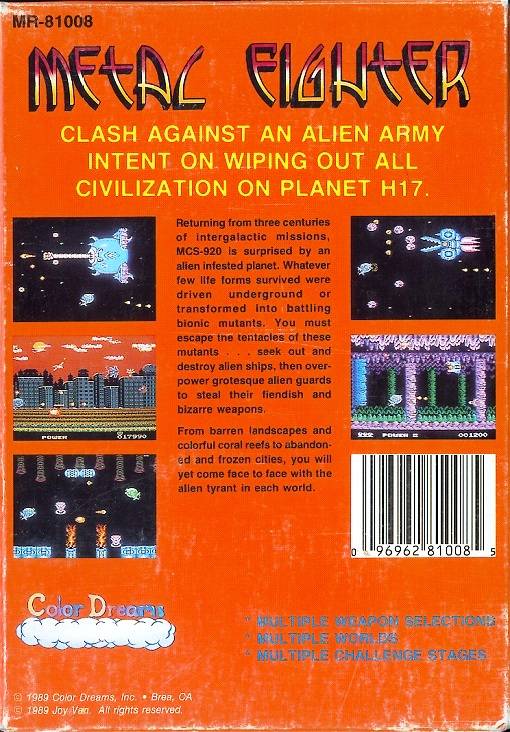 MR-81008
METAL FIGHTER
CLASH AGAINST AN ALIEN ARMY
INTENT ON WIPING OUT ALL
CIVILIZATION ON PLANET H17.
Returning from three centuries
of intergalactic missions,
MCS-920 is surprised by an
alien infested planet. Whatever
few life forms survived were
driven underground or
transformed into battling
bionic mutants. You must
escape the tentacles of these
mutants . . . seek out and
destroy alien ships, then over-
power grotesque alien guards
to steal their fiendish and
bizarre weapons.
From barren landscapes and
colorful coral reefs to abandon-
ed and frozen cities, you will
yet come face to face with the
alien tyrant in each world.
POWER 017990
POWER 001200
0 96962 81008 5
Color Dreams
* MULTIPLE WEAPON SELECTIONS
* MULTIPLE WORLDS
* MULTIPLE CHALLENGE STAGES
© 1989 Color Dreams, Inc. • Brea, CA
© 1989 Joy Van. All rights reserved.